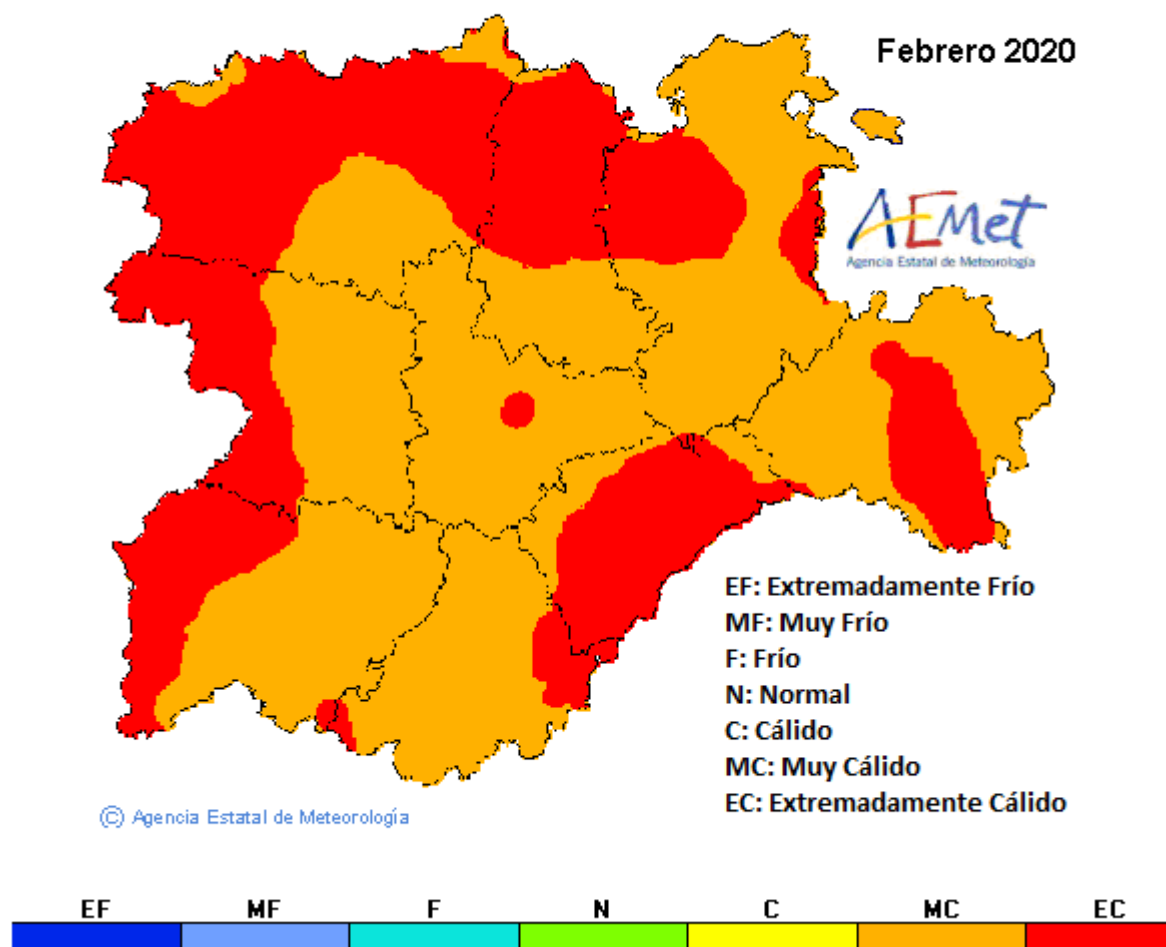 Febrero 2020
AEMet
Agencia Estatal de Meteorología
EF: Extremadamente Frío
MF: Muy Frío
F: Frío
N: Normal
C: Cálido
MC: Muy Cálido
EC: Extremadamente Cálido
© Agencia Estatal de Meteorología
EF MF F N C MC EC